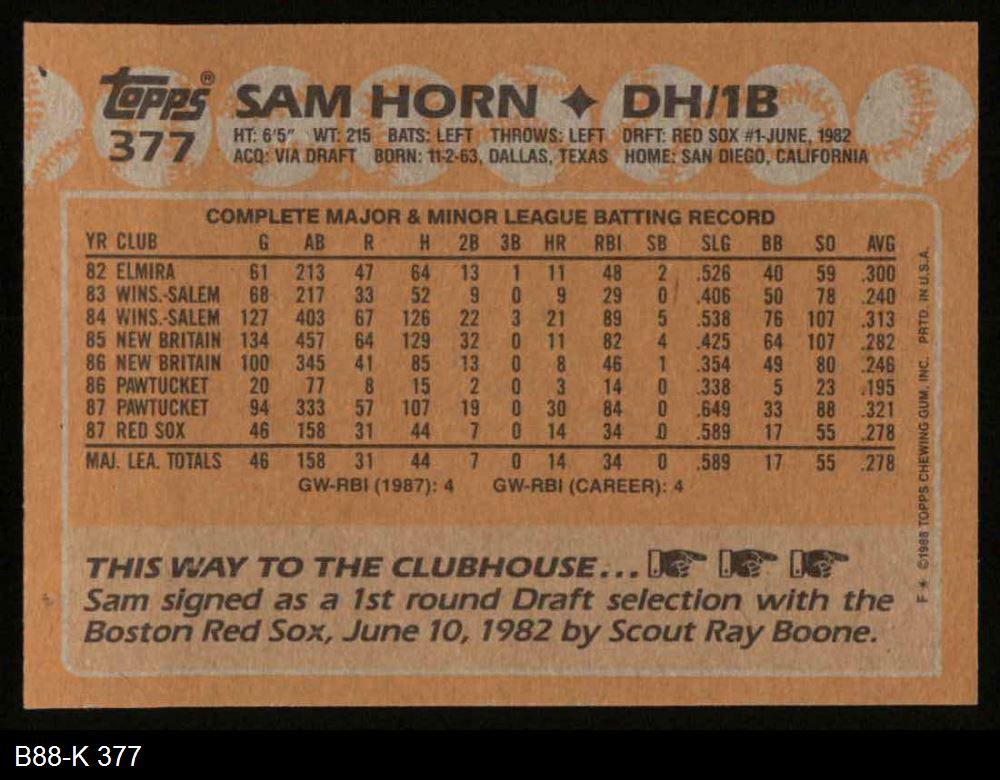 Topps® SAM HORN ✦ DH/1B
377 HT: 6'5" WT: 215 BATS: LEFT THROWS: LEFT DRFT: RED SOX #1-JUNE, 1982
ACQ: VIA DRAFT BORN: 11-2-63, DALLAS, TEXAS HOME: SAN DIEGO, CALIFORNIA
COMPLETE MAJOR & MINOR LEAGUE BATTING RECORD
YR CLUB G AB R H 2B 3B HR RBI SB SLG BB SO AVG
82 ELMIRA 61 213 47 64 13 1 11 48 2 .526 40 59 .300
83 WINS.-SALEM 68 217 33 52 9 0 9 29 0 .406 50 78 .240
84 WINS.-SALEM 127 403 67 126 22 3 21 89 5 .538 76 107 .313
85 NEW BRITAIN 134 457 64 129 32 0 11 82 4 .425 64 107 .282
86 NEW BRITAIN 100 345 41 85 13 0 8 46 1 .354 49 80 .246
86 PAWTUCKET 20 77 8 15 2 0 3 14 0 .338 5 23 .195
87 PAWTUCKET 94 333 57 107 19 0 30 84 0 .649 33 88 .321
87 RED SOX 46 158 31 44 7 0 14 34 0 .589 17 55 .278
MAJ. LEA. TOTALS 46 158 31 44 7 0 14 34 0 .589 17 55 .278
GW-RBI (1987): 4 GW-RBI (CAREER): 4
THIS WAY TO THE CLUBHOUSE...
Sam signed as a 1st round Draft selection with the
Boston Red Sox, June 10, 1982 by Scout Ray Boone.
F * ©1988 TOPPS CHEWING GUM, INC. PRTD. IN U.S.A.
B88-K 377